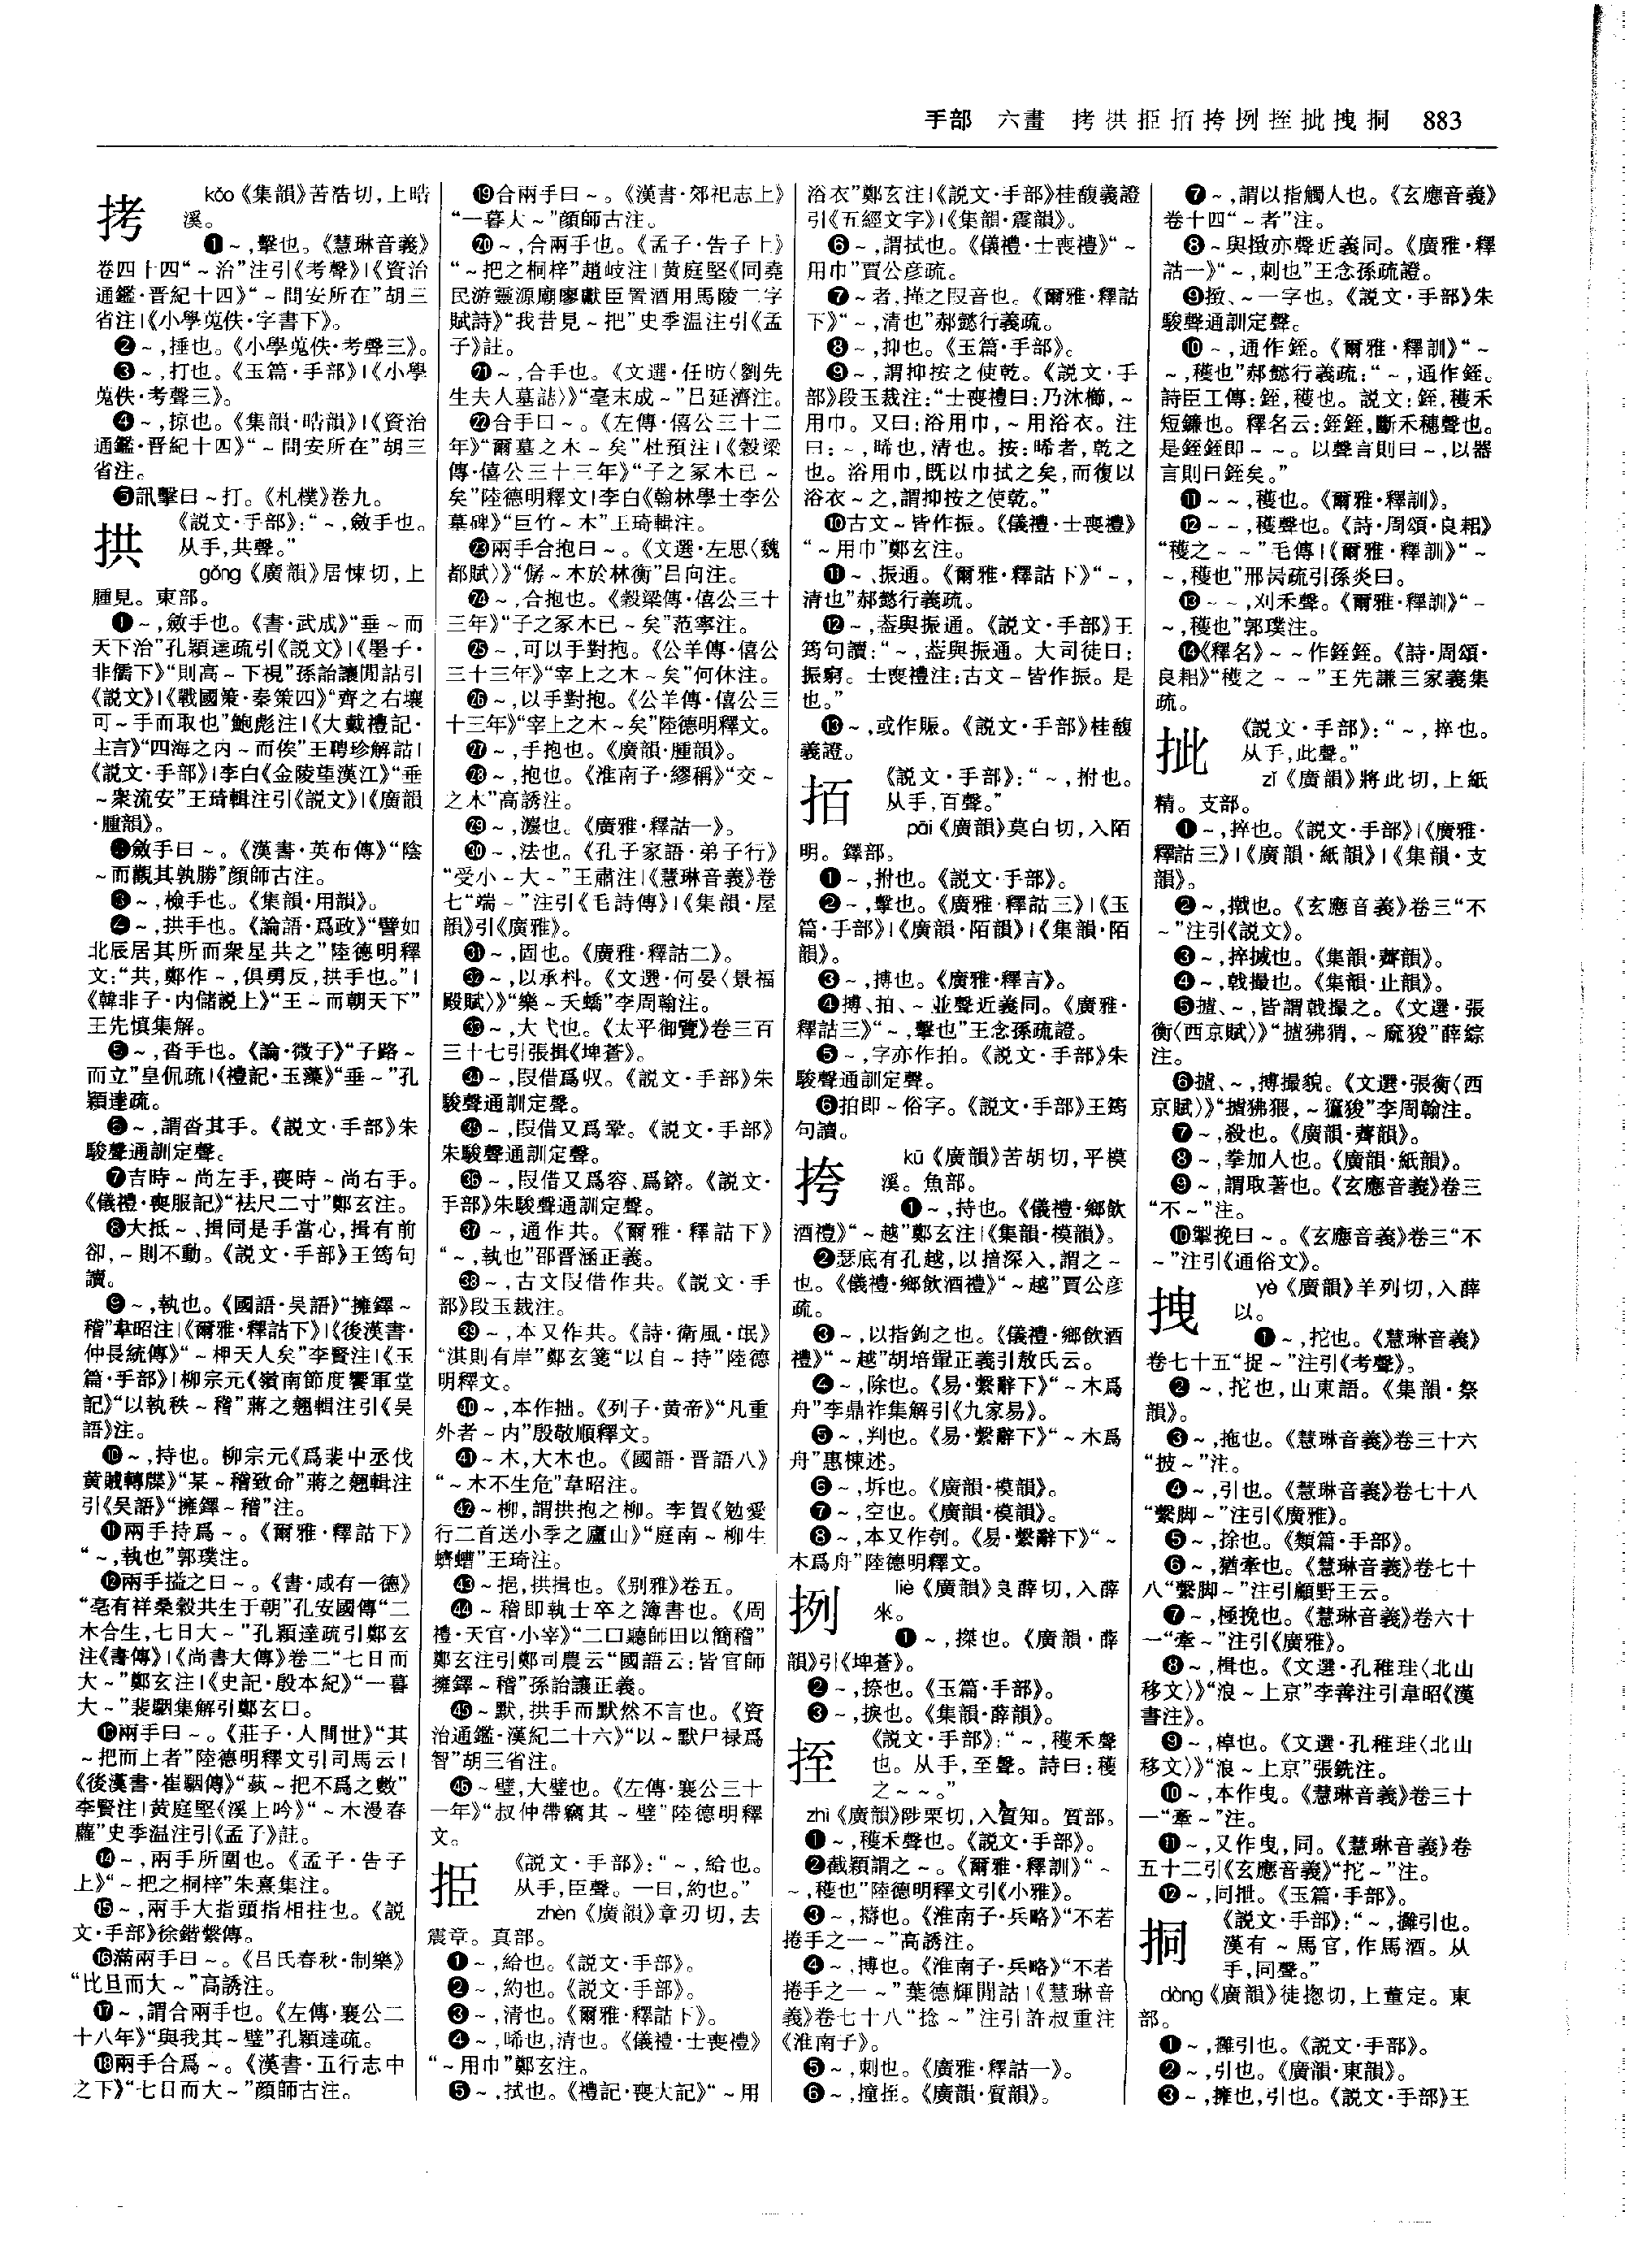 手部　六畫　拷拱挋拪挎挒挃㧗拽挏　883
拷
kǎo《集韻》苦浩切,上晧
溪。
❶~,擊也。《慧琳音義》
卷四十四“~治”注引《考聲》|《資治
通鑑·晋紀十四》“~問安所在”胡三
省注|《小學蒐佚·字書下》。
❷~,捶也。《小學蒐佚·考聲三》。
❸~,打也。《玉篇·手部》|《小學
蒐佚·考聲三》。
❹~,掠也。《集韻·晧韻》|《資治
通鑑·晋紀十四》“~問安所在”胡三
省注。
❺訊擊曰~打。《札樸》卷九。
拱
《説文·手部》:“~,斂手也。
从手,共聲。”
gǒng《廣韻》居悚切,上
腫見。東部。
❶~,斂手也。《書·武成》“垂~而
天下治”孔穎達疏引《説文》|《墨子·
非儒下》“則高~下視”孫詒讓閒詁引
《説文》|《戰國策·秦策四》“齊之右壤
可~手而取也”鮑彪注|《大戴禮記·
主言》“四海之内~而俟”王聘珍解詁|
《説文·手部》|李白《金陵望漢江》“垂
~衆流安”王琦輯注引《説文》|《廣韻
·腫韻》。
❷斂手曰~。《漢書·英布傳》“陰
~而觀其孰勝”顔師古注。
❸~,檢手也。《集韻·用韻》。
❹~,拱手也。《論語·爲政》“譬如
北辰居其所而衆星共之”陸德明釋
文:“共,鄭作~,俱勇反,拱手也。”|
《韓非子·内儲説上》“王~而朝天下”
王先慎集解。
❺~,沓手也。《論·微子》“子路~
而立”皇侃疏|《禮記·玉藻》“垂~”孔
穎達疏。
❻~,謂沓其手。《説文·手部》朱
駿聲通訓定聲。
❼吉時~尚左手,喪時~尚右手。
《儀禮·喪服記》“袪尺二寸”鄭玄注。
❽大抵~、揖同是手當心,揖有前
卻,~則不動。《説文·手部》王筠句
讀。
❾~,執也。《國語·吴語》“擁鐸~
稽”韋昭注|《爾雅·釋詁下》|《後漢書·
仲長統傳》“~柙天人矣”李賢注|《玉
篇·手部》|柳宗元《嶺南節度饗軍堂
記》“以執秩~稽”蔣之翹輯注引《吴
語》注。
❿~,持也。柳宗元《爲裴中丞伐
黄賊轉牒》“某~稽致命”蔣之翹輯注
引《吴語》“擁鐸~稽”注。
⓫兩手持爲~。《爾雅·釋詁下》
“~,執也”郭璞注。
⓬兩手搤之曰~。《書·咸有一德》
“亳有祥桑穀共生于朝”孔安國傳“二
木合生,七日大~”孔穎達疏引鄭玄
注《書傳》|《尚書大傳》卷二“七日而
大~”鄭玄注|《史記·殷本紀》“一暮
大~”裴駰集解引鄭玄曰。
⓭兩手曰~。《莊子·人間世》“其
~把而上者”陸德明釋文引司馬云|
《後漢書·崔駰傳》“蓺~把不爲之數”
李賢注|黄庭堅《溪上吟》“~木漫春
蘿”史季温注引《孟子》註。
⓮~,兩手所圍也。《孟子·告子
上》“~把之桐梓”朱熹集注。
⓯~,兩手大指頭指相拄也。《説
文·手部》徐鍇繫傳。
⓰滿兩手曰~。《吕氏春秋·制樂》
“比旦而大~”高誘注。
⓱~,謂合兩手也。《左傳·襄公二
十八年》“與我其~璧”孔穎達疏。
⓲兩手合爲~。《漢書·五行志中
之下》“七日而大~”顔師古注。
⓳合兩手曰~。《漢書·郊祀志上》
“一暮大~”顔師古注。
⓴~,合兩手也。《孟子·告子上》
“~把之桐梓”趙岐注|黄庭堅《同堯
民游靈源廟廖獻臣置酒用馬陵二字
賦詩》“我昔見~把”史季温注引《孟
子》註。
㉑~,合手也。《文選·任昉〈劉先
生夫人墓誌〉》“毫末成~”吕延濟注。
㉒合手曰~。《左傳·僖公三十二
年》“爾墓之木~矣”杜預注|《穀梁
傳·僖公三十三年》“子之冢木已~
矣”陸德明釋文|李白《翰林學士李公
墓碑》“巨竹~木”王琦輯注。
㉓兩手合抱曰~。《文選·左思〈魏
都賦〉》“僝~木於林衡”吕向注。
㉔~,合抱也。《穀梁傳·僖公三十
三年》“子之冢木已~矣”范寧注。
㉕~,可以手對抱。《公羊傳·僖公
三十三年》“宰上之木~矣”何休注。
㉖~,以手對抱。《公羊傳·僖公三
十三年》“宰上之木~矣”陸德明釋文。
㉗~,手抱也。《廣韻·腫韻》。
㉘~,抱也。《淮南子·繆稱》“交~
之木”高誘注。
㉙~,灋也。《廣雅·釋詁一》。
㉚~,法也。《孔子家語·弟子行》
“受小~大~”王肅注|《慧琳音義》卷
七“端~”注引《毛詩傳》|《集韻·屋
韻》引《廣雅》。
㉛~,固也。《廣雅·釋詁二》。
㉜~,以承枓。《文選·何晏〈景福
殿賦〉》“欒~夭蟜”李周翰注。
㉝~,大弋也。《太平御覽》卷三百
三十七引張揖《埤蒼》。
㉞~,叚借爲収。《説文·手部》朱
駿聲通訓定聲。
㉟~,叚借又爲鞏。《説文·手部》
朱駿聲通訓定聲。
㊱~,叚借又爲容、爲鎔。《説文·
手部》朱駿聲通訓定聲。
㊲~,通作共。《爾雅·釋詁下》
“~,執也”邵晋涵正義。
㊳~,古文叚借作共。《説文·手
部》段玉裁注。
㊴~,本又作共。《詩·衛風·氓》
“淇則有岸”鄭玄箋“以自~持”陸德
明釋文。
㊵~,本作拙。《列子·黄帝》“凡重
外者~内”殷敬順釋文。
㊶~木,大木也。《國語·晋語八》
“~木不生危”韋昭注。
㊷~柳,謂拱抱之柳。李賀《勉愛
行二首送小季之廬山》“庭南~柳生
蠐螬”王琦注。
㊸~挹,拱揖也。《别雅》卷五。
㊹~稽即執士卒之簿書也。《周
禮·天官·小宰》“二曰聽師田以簡稽”
鄭玄注引鄭司農云“國語云:皆官師
擁鐸~稽”孫詒讓正義。
㊺~默,拱手而默然不言也。《資
治通鑑·漢紀二十六》“以~默尸禄爲
智”胡三省注。
㊻~璧,大璧也。《左傳·襄公三十
一年》“叔仲帶竊其~璧”陸德明釋
文。
挋
《説文·手部》:“~,給也。
从手,臣聲。一曰,約也。”
zhèn《廣韻》章刃切,去
震章。真部。
❶~,給也。《説文·手部》。
❷~,約也。《説文·手部》。
❸~,清也。《爾雅·釋詁下》。
❹~,晞也,清也。《儀禮·士喪禮》
“~用巾”鄭玄注。
❺~,拭也。《禮記·喪大記》“~用
浴衣”鄭玄注|《説文·手部》桂馥義證
引《五經文字》|《集韻·震韻》。
❻~,謂拭也。《儀禮·士喪禮》“~
用巾”賈公彦疏。
❼~者,墐之叚音也。《爾雅·釋詁
下》“~,清也”郝懿行義疏。
❽~,抑也。《玉篇·手部》。
❾~,謂抑按之使乾。《説文·手
部》段玉裁注:“士喪禮曰:乃沐櫛,~
用巾。又曰:浴用巾,~用浴衣。注
曰:~,晞也,清也。按:晞者,乾之
也。浴用巾,既以巾拭之矣,而復以
浴衣~之,謂抑按之使乾。”
❿古文~皆作振。《儀禮·士喪禮》
“~用巾”鄭玄注。
⓫~、振通。《爾雅·釋詁下》“~,
清也”郝懿行義疏。
⓬~,葢與振通。《説文·手部》王
筠句讀:“~,葢與振通。大司徒曰:
振窮。士喪禮注:古文~皆作振。是
也。”
⓭~,或作賑。《説文·手部》桂馥
義證。
㧣
《説文·手部》:“~,拊也。
从手,百聲。”
pāi《廣韻》莫白切,入陌
明。鐸部。
❶~,拊也。《説文·手部》。
❷~,擊也。《廣雅·釋詁三》|《玉
篇·手部》|《廣韻·陌韻》|《集韻·陌
韻》。
❸~,搏也。《廣雅·釋言》。
❹搏、拍、~並聲近義同。《廣雅·
釋詁三》“~,擊也”王念孫疏證。
❺~,字亦作拍。《説文·手部》朱
駿聲通訓定聲。
❻拍即~俗字。《説文·手部》王筠
句讀。
挎
kū《廣韻》苦胡切,平模
溪。魚部。
❶~,持也。《儀禮·鄉飲
酒禮》“~越”鄭玄注|《集韻·模韻》。
❷瑟底有孔越,以指深入,謂之~
也。《儀禮·鄉飲酒禮》“~越”賈公彦
疏。
❸~,以指鉤之也。《儀禮·鄉飲酒
禮》“~越”胡培翬正義引敖氏云。
❹~,除也。《易·繫辭下》“~木爲
舟”李鼎祚集解引《九家易》。
❺~,判也。《易·繫辭下》“~木爲
舟”惠棟述。
❻~,坼也。《廣韻·模韻》。
❼~,空也。《廣韻·模韻》。
❽~,本又作刳。《易·繫辭下》“~
木爲舟”陸德明釋文。
挒
liè《廣韻》良薛切,入薛
來。
❶~,㩒也。《廣韻·薛
韻》引《埤蒼》。
❷~,捺也。《玉篇·手部》。
❸~,捩也。《集韻·薛韻》。
挃
《説文·手部》:“~,穫禾聲
也。从手,至聲。詩曰:穫
之~~。”
zhì《廣韻》陟栗切,入質知。質部。
❶~,穫禾聲也。《説文·手部》。
❷截穎謂之~。《爾雅·釋訓》“~
~,穫也”陸德明釋文引《小雅》。
❸~,擣也。《淮南子·兵略》“不若
捲手之一~”高誘注。
❹~,搏也。《淮南子·兵略》“不若
捲手之一~”葉德輝閒詁|《慧琳音
義》卷七十八“捻~”注引許叔重注
《淮南子》。
❺~,刺也。《廣雅·釋詁一》。
❻~,撞挃。《廣韻·質韻》。
❼~,謂以指觸人也。《玄應音義》
卷十四“~者”注。
❽~與㨖亦聲近義同。《廣雅·釋
詁一》“~,刺也”王念孫疏證。
❾㨖、~一字也。《説文·手部》朱
駿聲通訓定聲。
❿~,通作銍。《爾雅·釋訓》“~
~,穫也”郝懿行義疏:“~,通作銍。
詩臣工傳:銍,穫也。説文:銍,穫禾
短鐮也。釋名云:銍銍,斷禾穗聲也。
是銍銍即~~。以聲言則曰~,以器
言則曰銍矣。”
⓫~~,穫也。《爾雅·釋訓》。
⓬~~,穫聲也。《詩·周頌·良耜》
“穫之~~”毛傳|《爾雅·釋訓》“~
~,穫也”邢昺疏引孫炎曰。
⓭~~,刈禾聲。《爾雅·釋訓》“~
~,穫也”郭璞注。
⓮《釋名》~~作銍銍。《詩·周頌·
良耜》“穫之~~”王先謙三家義集
疏。
㧗
《説文·手部》:“~,捽也。
从手,此聲。”
zǐ《廣韻》將此切,上紙
精。支部。
❶~,捽也。《説文·手部》|《廣雅·
釋詁三》|《廣韻·紙韻》|《集韻·支
韻》。
❷~,㨖也。《玄應音義》卷三“不
~”注引《説文》。
❸~,捽搣也。《集韻·薺韻》。
❹~,戟撮也。《集韻·止韻》。
❺摣、~,皆謂戟撮之。《文選·張
衡〈西京賦〉》“摣狒猬,~窳狻”薛綜
注。
❻摣、~,搏撮貌。《文選·張衡〈西
京賦〉》“摣狒猥,~㺄狻”李周翰注。
❼~,殺也。《廣韻·薺韻》。
❽~,拳加人也。《廣韻·紙韻》。
❾~,謂取著也。《玄應音義》卷三
“不~”注。
❿掣挽曰~。《玄應音義》卷三“不
~”注引《通俗文》。
拽
yè《廣韻》羊列切,入薛
以。
❶~,拕也。《慧琳音義》
卷七十五“捉~”注引《考聲》。
❷~,拕也,山東語。《集韻·祭
韻》。
❸~,拖也。《慧琳音義》卷三十六
“披~”注。
❹~,引也。《慧琳音義》卷七十八
“繫脚~”注引《廣雅》。
❺~,捈也。《類篇·手部》。
❻~,猶牽也。《慧琳音義》卷七十
八“繫脚~”注引顧野王云。
❼~,極挽也。《慧琳音義》卷六十
一“牽~”注引《廣雅》。
❽~,楫也。《文選·孔稚珪〈北山
移文〉》“浪~上京”李善注引韋昭《漢
書注》。
❾~,棹也。《文選·孔稚珪〈北山
移文〉》“浪~上京”張銑注。
❿~,本作曳。《慧琳音義》卷三十
一“牽~”注。
⓫~,又作曳,同。《慧琳音義》卷
五十二引《玄應音義》“拕~”注。
⓬~,同抴。《玉篇·手部》。
挏
《説文·手部》:“~,攤引也。
漢有~馬官,作馬酒。从
手,同聲。”
dòng《廣韻》徒揔切,上董定。東
部。
❶~,攤引也。《説文·手部》。
❷~,引也。《廣韻·東韻》。
❸~,擁也,引也。《説文·手部》王